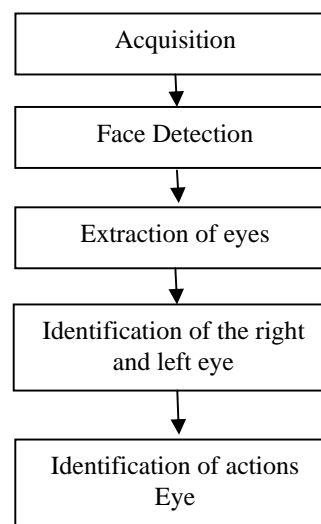 Acquisition
Face Detection
Extraction of eyes
Identification of the right
and left eye
Identification of actions
Eye